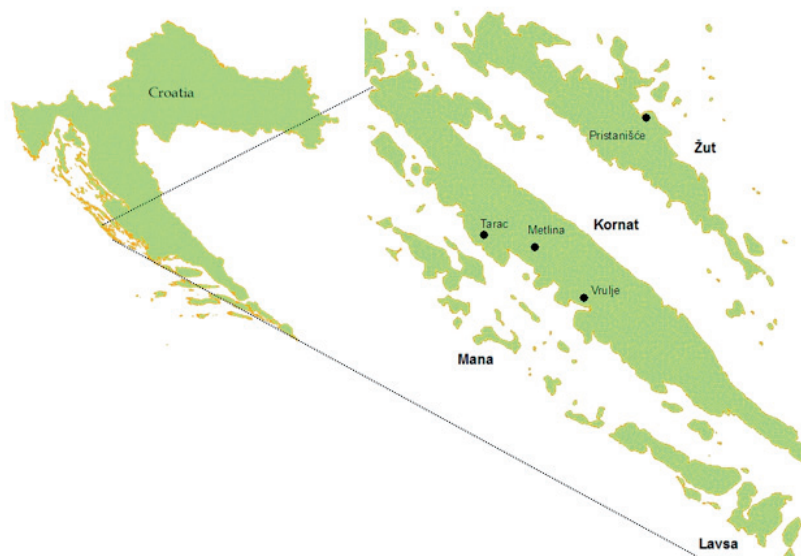 Croatia
Pristanišće
Žut
Kornat
Tarac
Metlina
Vrulje
Mana
Lavsa